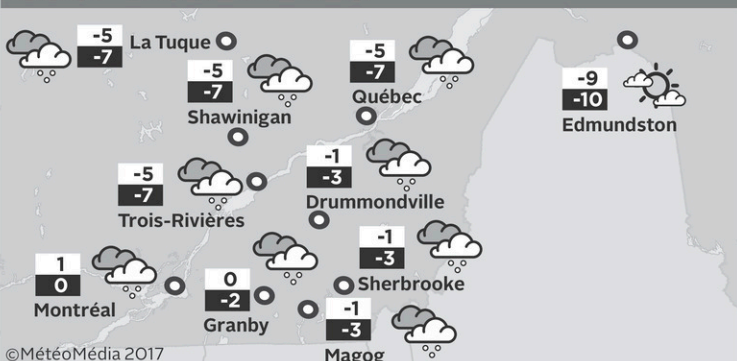 -5
-7
La Tuque
-5
-7
Shawinigan
-5
-7
Québec
-9
-10
Edmundston
-5
-7
Trois-Rivières
-1
-3
Drummondville
1
0
Montréal
0
-2
Granby
-1
-3
Sherbrooke
-1
-3
Magog
©MétéoMédia 2017